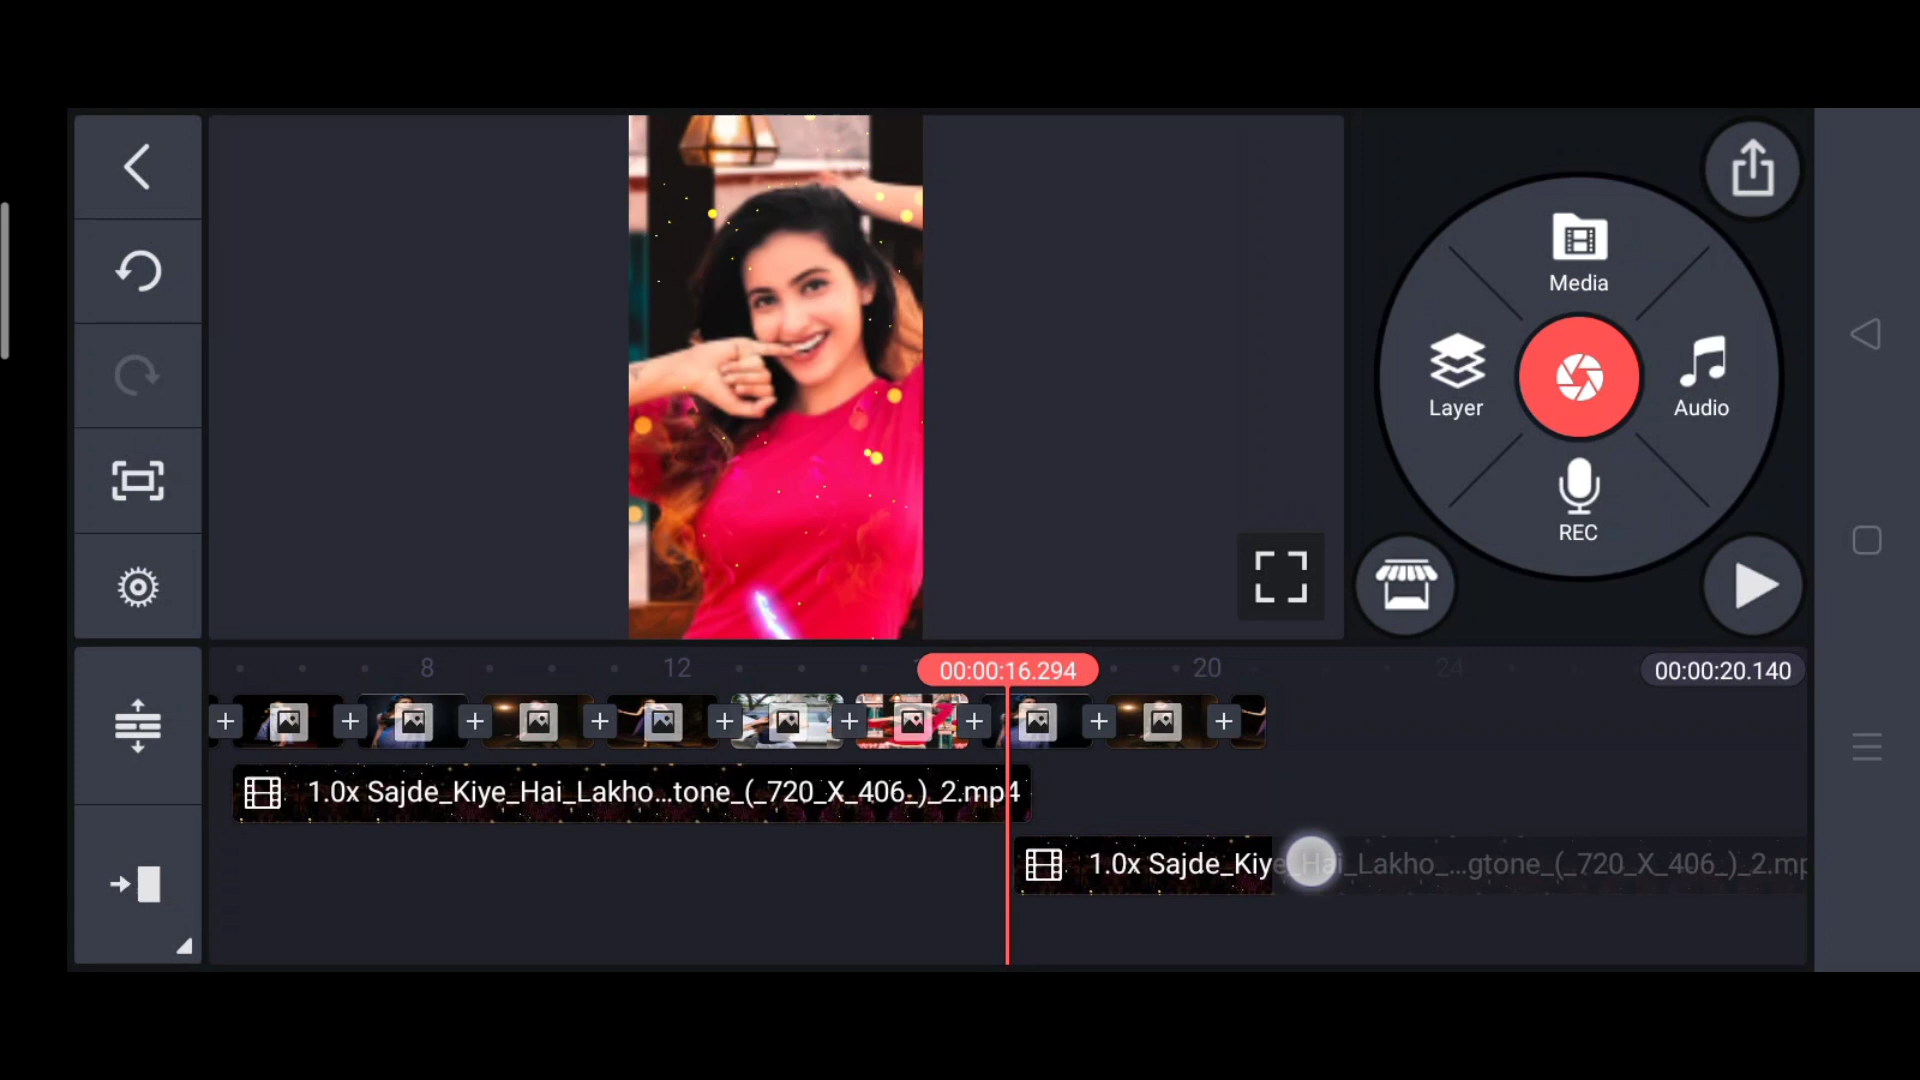 Media
Layer
Audio
REC
8
12
00:00:16.294
20
24
00:00:20.140
1.0x Sajde_Kiye_Hai_Lakho...tone_(_720_X_406_)_2.mp4
1.0x Sajde_Kiye_Hai_Lakho_...gtone_(_720_X_406_)_2.mp